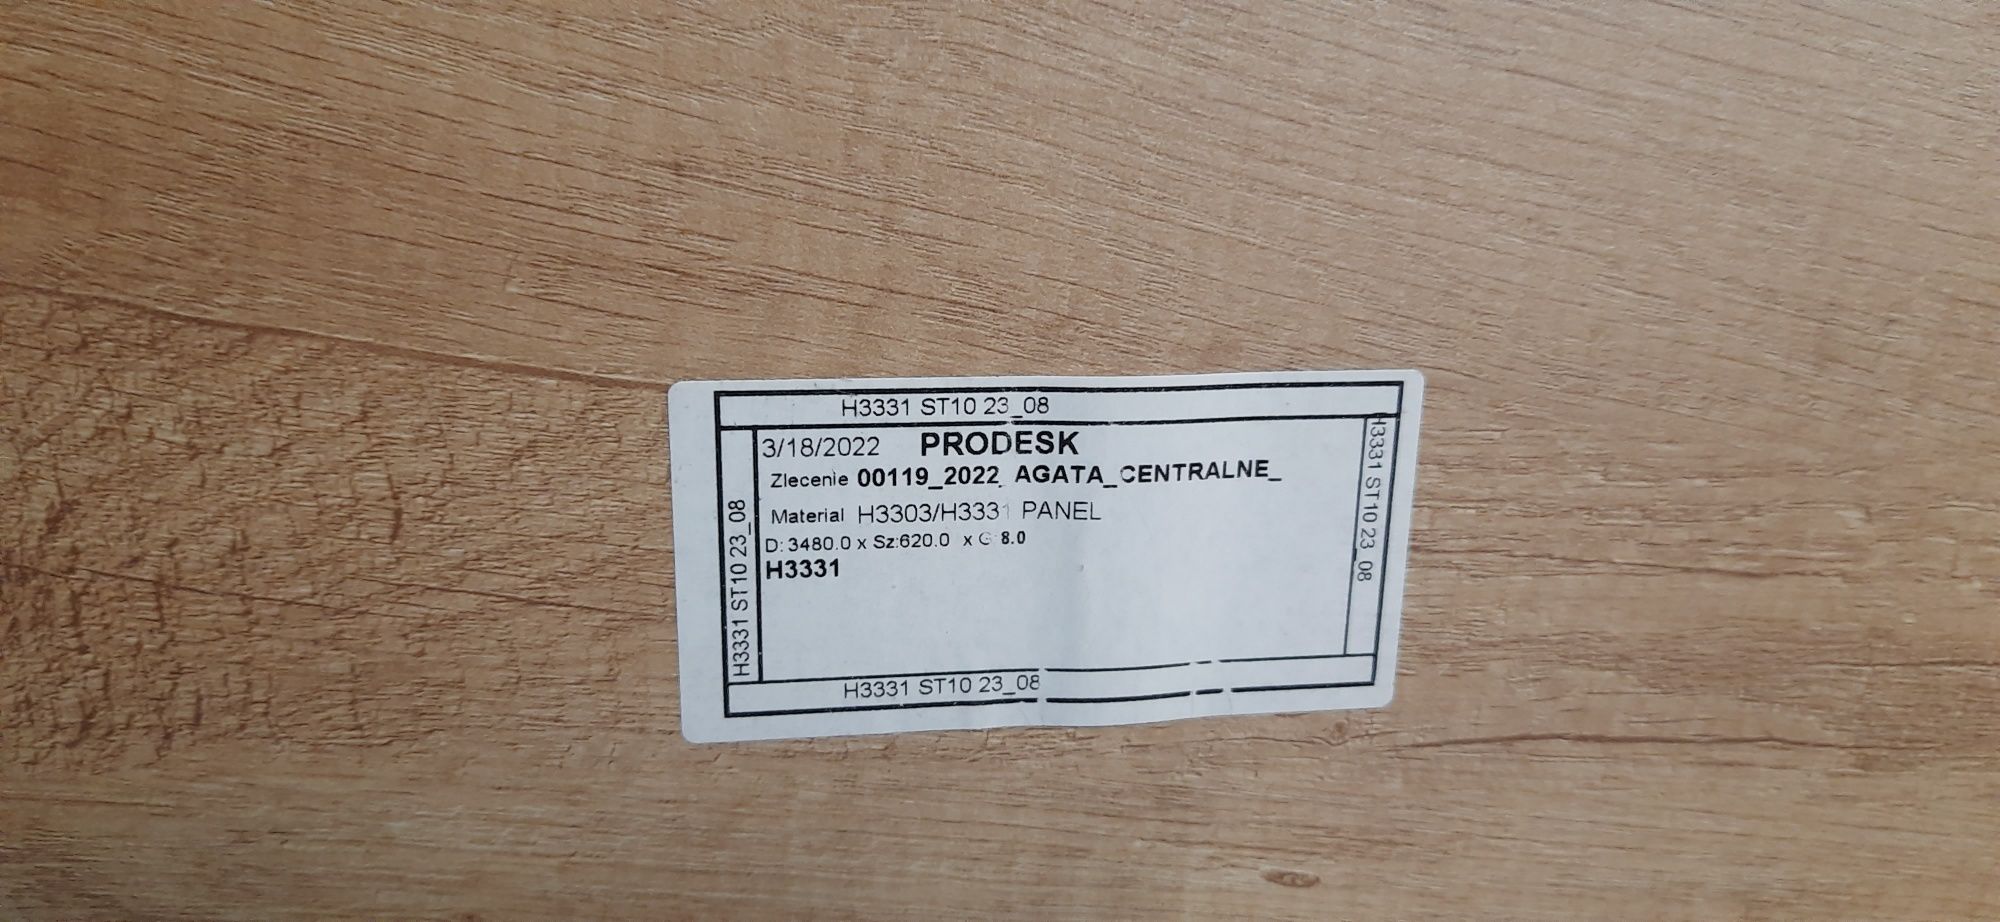 H3331 ST10 23_08
3/18/2022 PRODESK
Zlecenie 00119_2022_AGATA_CENTRALNE_
Material H3303/H3331 PANEL
D: 3480.0 x Sz:620.0 x G: 8.0
H3331
H3331 ST10 23_08
H3331 ST10 23_08
H3331 ST10 23_08